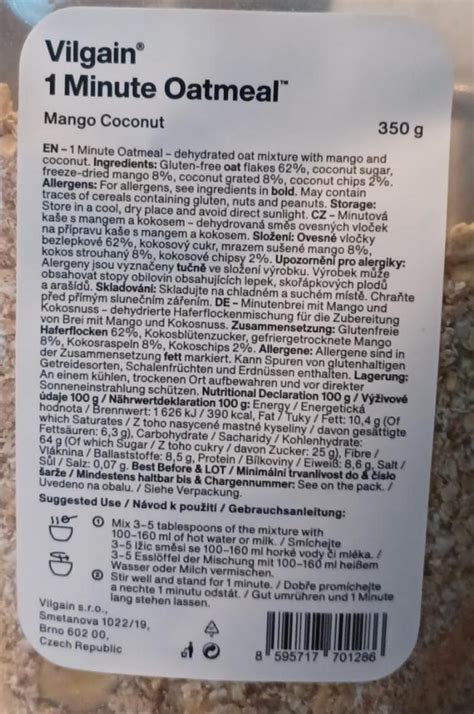 Vilgain®
1 Minute Oatmeal™
Mango Coconut
350 g
EN – 1 Minute Oatmeal – dehydrated oat mixture with mango and
coconut. Ingredients: Gluten-free oat flakes 62%, coconut sugar,
freeze-dried mango 8%, coconut grated 8%, coconut chips 2%.
Allergens: For allergens, see ingredients in bold. May contain
traces of cereals containing gluten, nuts and peanuts. Storage:
Store in a cool, dry place and avoid direct sunlight. CZ – Minutová
kaše s mangem a kokosem – dehydrovaná směs ovesných vloček
na přípravu kaše s mangem a kokosem. Složení: Ovesné vločky
bezlepkové 62%, kokosový cukr, mrazem sušené mango 8%,
kokos strouhaný 8%, kokosové chipsy 2%. Upozornění pro alergiky:
Alergeny jsou vyznačeny tučně ve složení výrobku. Výrobek může
obsahovat stopy obilovin obsahujících lepek, skořápkových plodů
a arašídů. Skladování: Skladujte na chladném a suchém místě. Chraňte
před přímým slunečním zářením. DE – Minutenbrei mit Mango und
Kokosnuss – dehydrierte Haferflockenmischung für die Zubereitung
von Brei mit Mango und Kokosnuss. Zusammensetzung: Glutenfreie
Haferflocken 62%, Kokosblütenzucker, gefriergetrocknete Mango
8%, Kokosraspeln 8%, Kokoschips 2%. Allergene: Allergene sind in
der Zusammensetzung fett markiert. Kann Spuren von glutenhaltigen
Getreidesorten, Schalenfrüchten und Erdnüssen enthalten. Lagerung:
An einem kühlen, trockenen Ort aufbewahren und vor direkter
Sonneneinstrahlung schützen. Nutritional Declaration 100 g / Výživové
údaje 100 g / Nährwertdeklaration 100 g: Energy / Energetická
hodnota / Brennwert: 1 626 kJ / 390 kcal, Fat / Tuky / Fett: 10,4 g (Of
which Saturates / Z toho nasycené mastné kyseliny / davon gesättigte
Fettsäuren: 6,3 g), Carbohydrate / Sacharidy / Kohlenhydrate:
64 g (Of which Sugar / Z toho cukry / davon Zucker: 25 g), Fibre /
Vláknina / Ballaststoffe: 8,5 g, Protein / Bílkoviny / Eiweiß: 8,6 g, Salt /
Sůl / Salz: 0,07 g. Best Before & LOT / Minimální trvanlivost do & číslo
šarže / Mindestens haltbar bis & Chargennummer: See on the pack. /
Uvedeno na obalu. / Siehe Verpackung.
Suggested Use / Návod k použití / Gebrauchsanleitung:
1 Mix 3–5 tablespoons of the mixture with
100–160 ml of hot water or milk. / Smíchejte
3–5 lžic směsi se 100–160 ml horké vody či mléka. /
3–5 Esslöffel der Mischung mit 100–160 ml heißem
Wasser oder Milch vermischen.
2 Stir well and stand for 1 minute. / Dobře promíchejte
a nechte 1 minutu odstát. / Gut umrühren und 1 Minute
lang stehen lassen.
Vilgain s.r.o.,
Smetanova 1022/19,
Brno 602 00,
Czech Republic
8 595717 701286